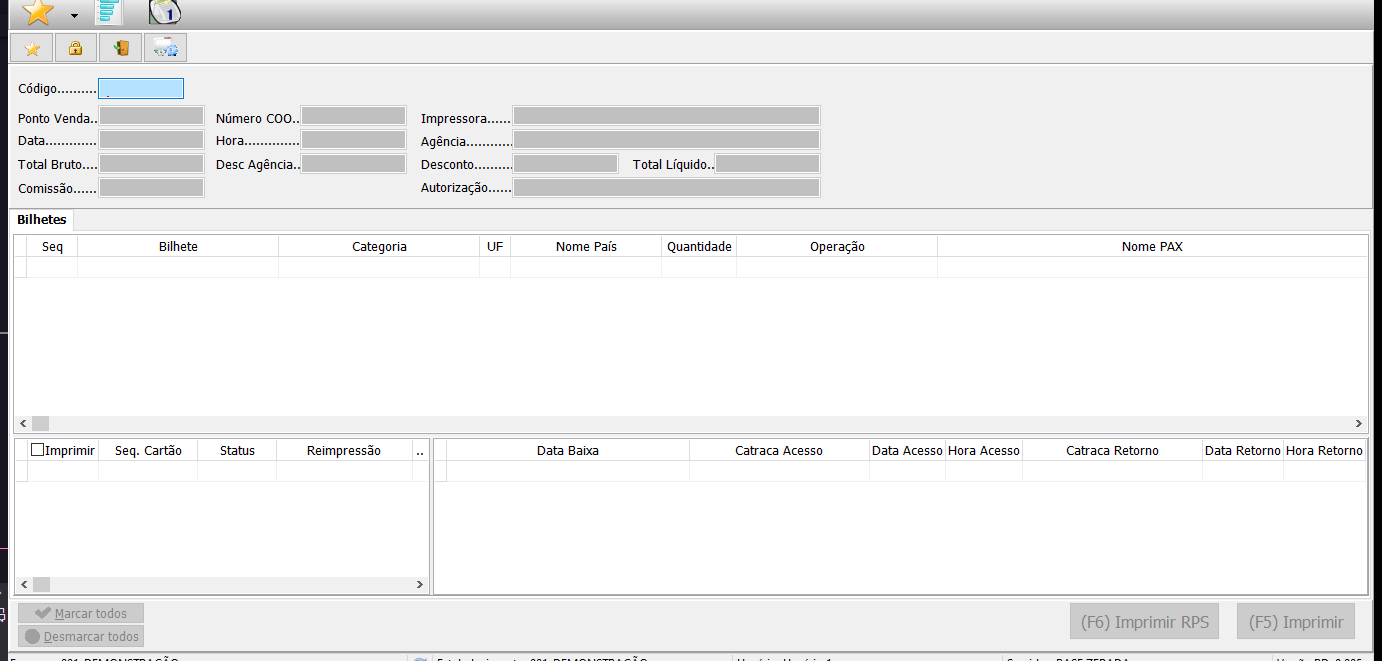 1
Código..........
Ponto Venda.. Número COO.. Impressora......
Data............. Hora............. Agência...........
Total Bruto.... Desc Agência.. Desconto......... Total Líquido..
Comissão...... Autorização......
Bilhetes
Seq Bilhete Categoria UF Nome País Quantidade Operação Nome PAX
Imprimir Seq. Cartão Status Reimpressão ..
Data Baixa Catraca Acesso Data Acesso Hora Acesso Catraca Retorno Data Retorno Hora Retorno
Marcar todos
Desmarcar todos
(F6) Imprimir RPS (F5) Imprimir